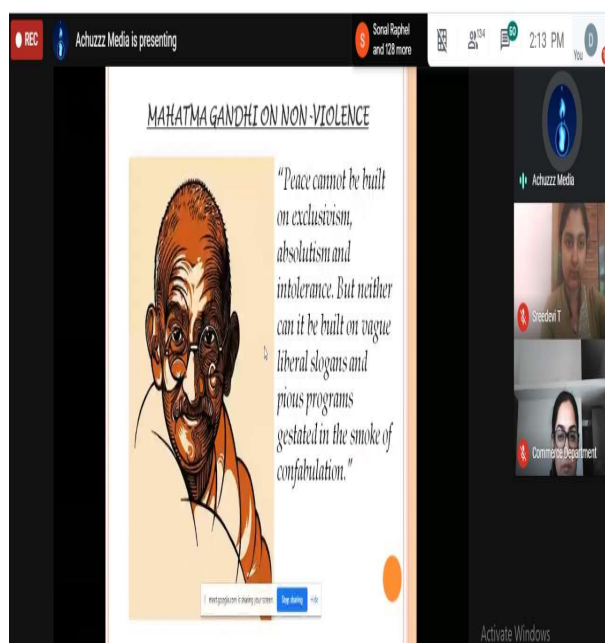 REC
Achuzzz Media is presenting
S
Sonal Raphel
and 128 more
134
50
2:13 PM
You
D
MAHATMA GANDHI ON NON-VIOLENCE
"Peace cannot be built
on exclusivism,
absolutism and
intolerance. But neither
can it be built on vague
liberal slogans and
pious programs
gestated in the smoke of
confabulation."
Achuzzz Media
Sreedevi T
Commerce Department
meet.google.com is sharing your screen.
Stop sharing
Hide
Activate Windows